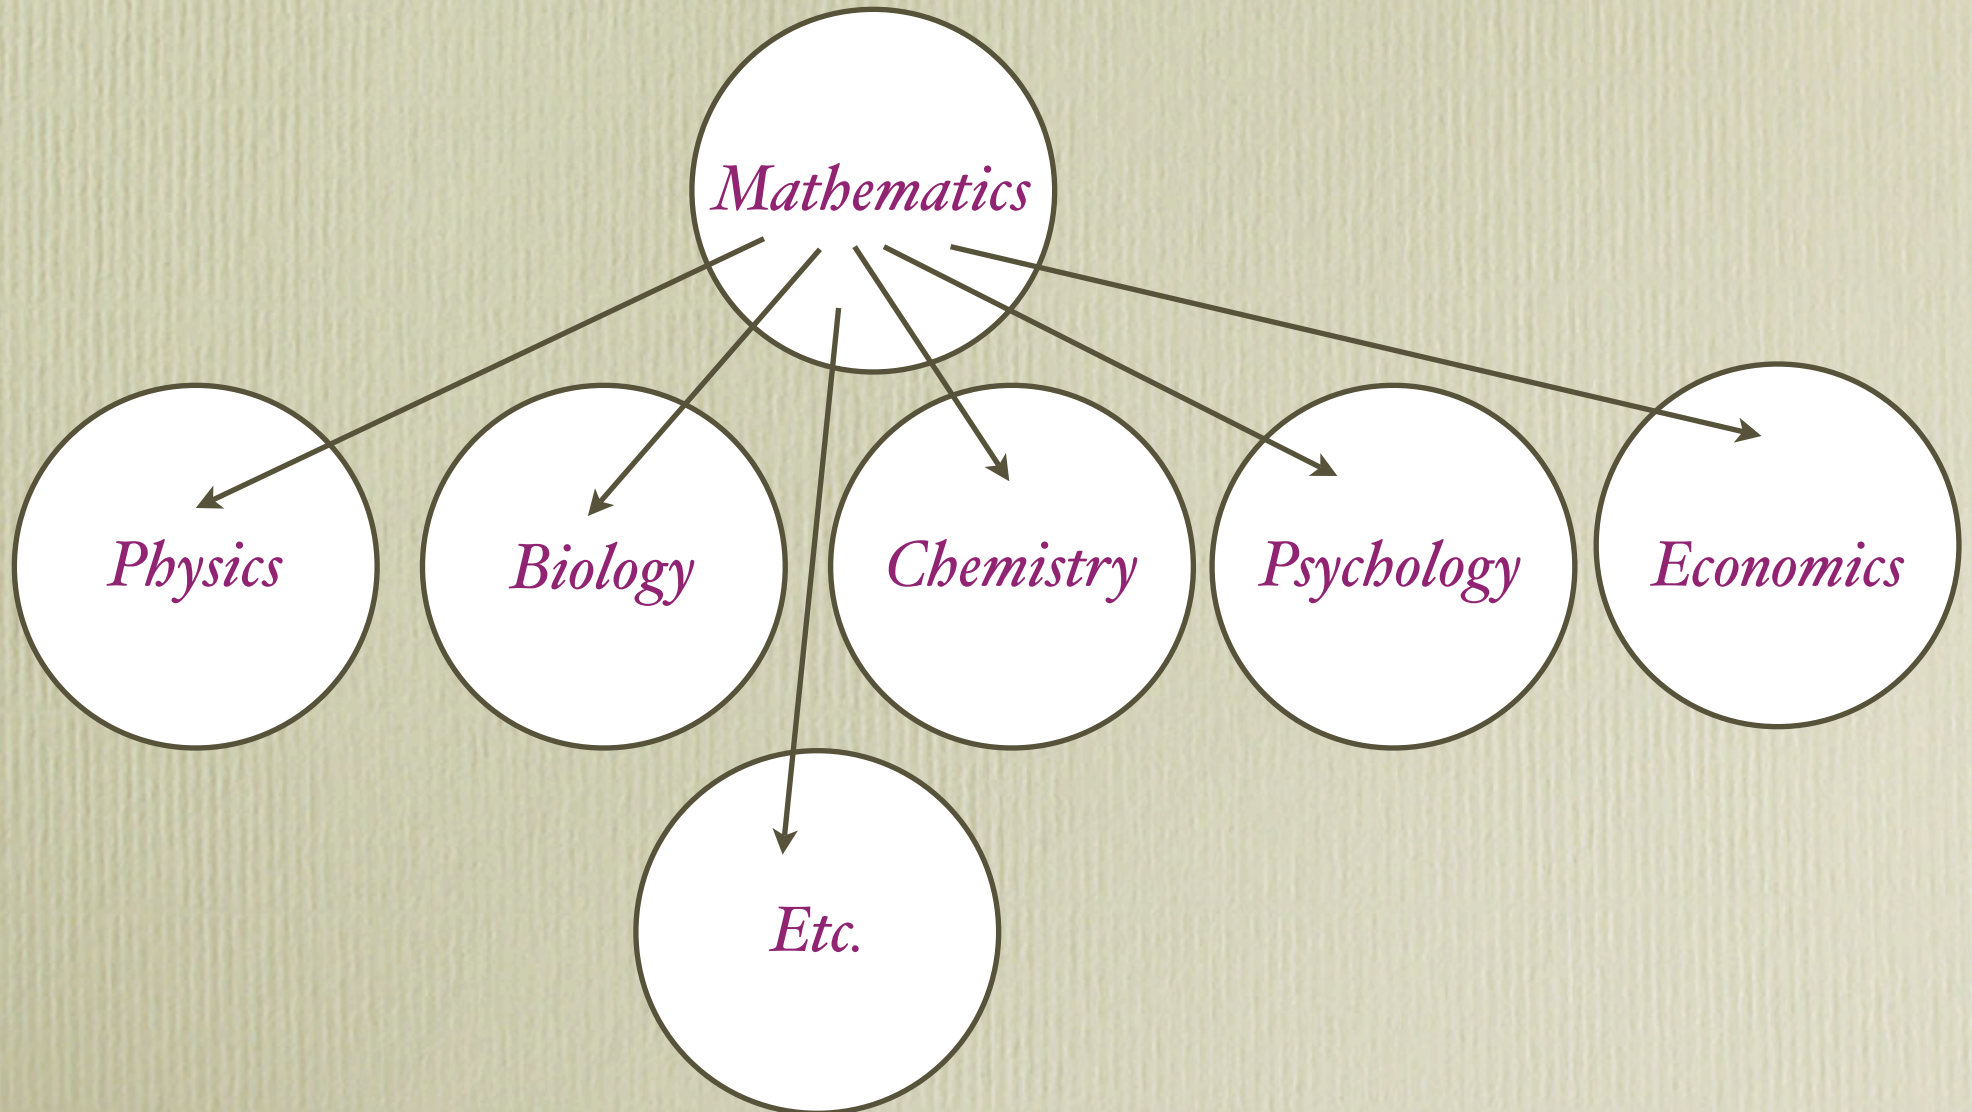 Mathematics
Physics
Biology
Chemistry
Psychology
Economics
Etc.